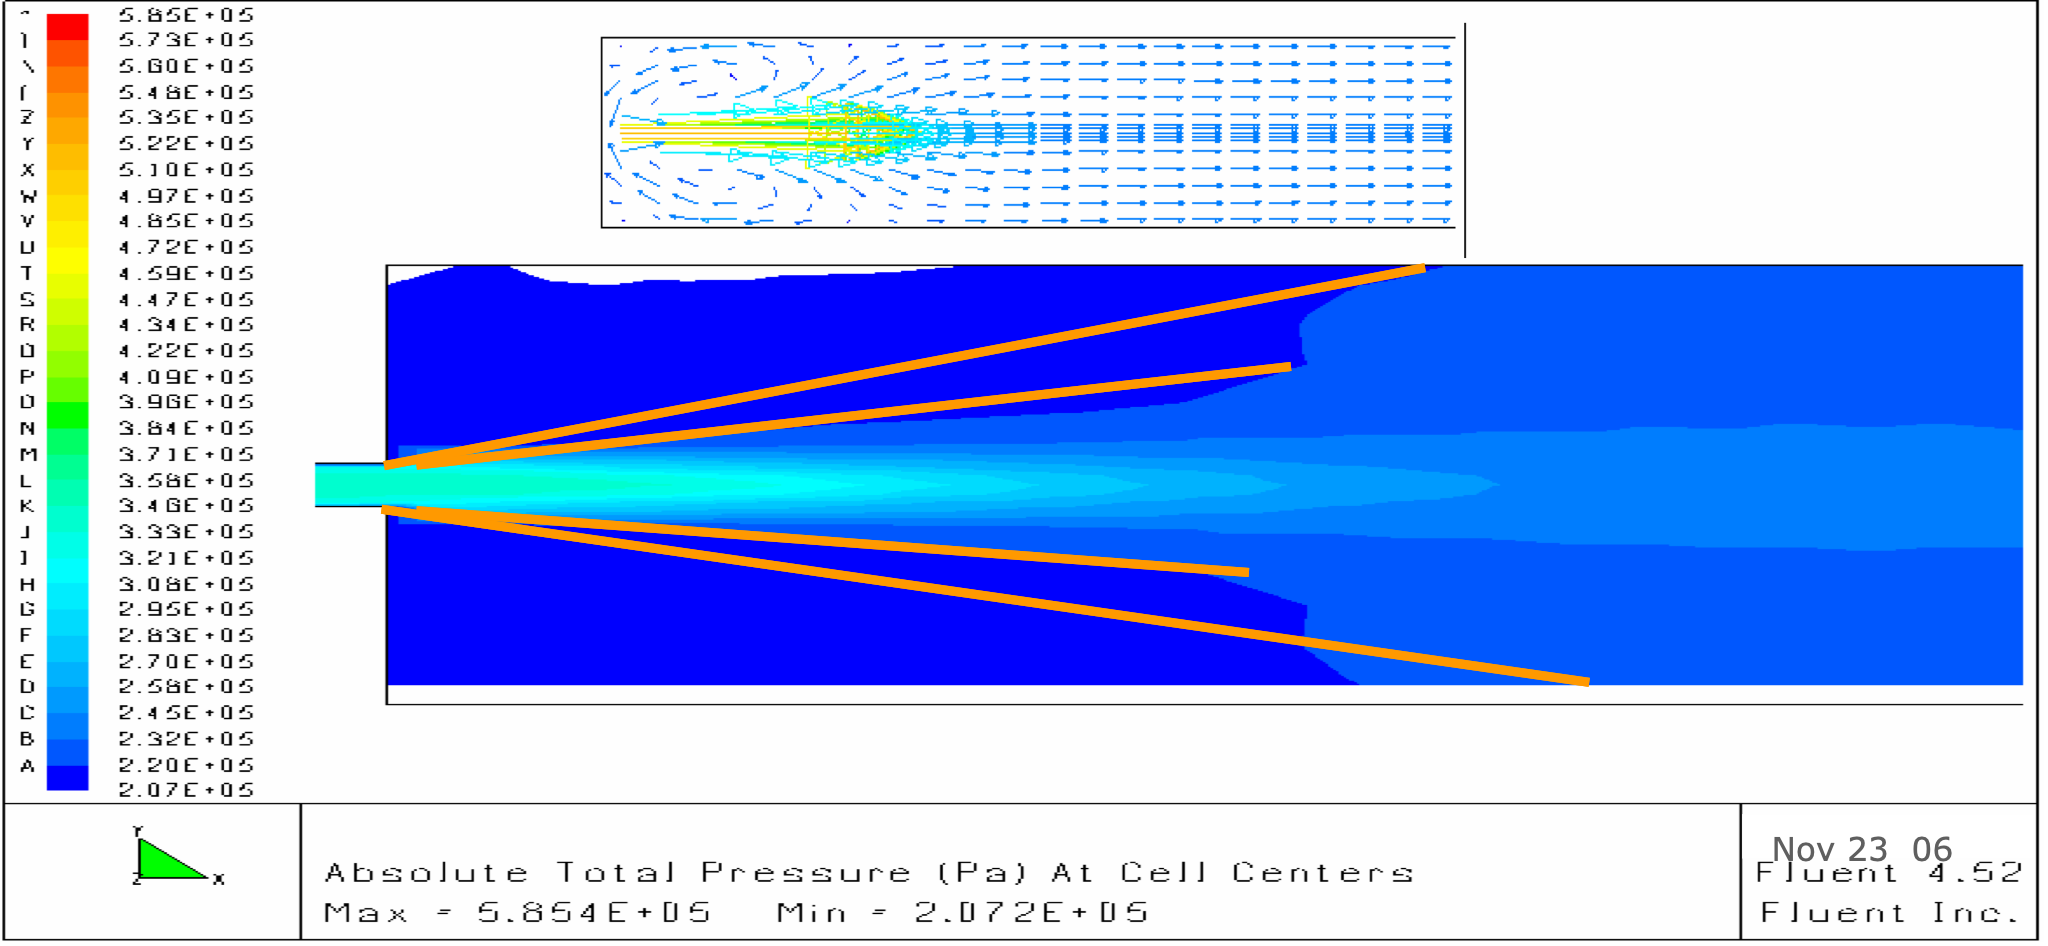 5.85E+05
5.73E+05
5.60E+05
5.48E+05
Z 5.35E+05
Y 5.22E+05
X 5.10E+05
W 4.97E+05
V 4.85E+05
U 4.72E+05
T 4.59E+05
S 4.47E+05
R 4.34E+05
Q 4.22E+05
P 4.09E+05
O 3.96E+05
N 3.84E+05
M 3.71E+05
L 3.58E+05
K 3.46E+05
J 3.33E+05
I 3.21E+05
H 3.08E+05
G 2.95E+05
F 2.83E+05
E 2.70E+05
D 2.58E+05
C 2.45E+05
B 2.32E+05
A 2.20E+05
2.07E+05
Y
Z X
Absolute Total Pressure (Pa) At Cell Centers
Max = 5.854E+05 Min = 2.072E+05
Nov 23 06
Fluent 4.52
Fluent Inc.